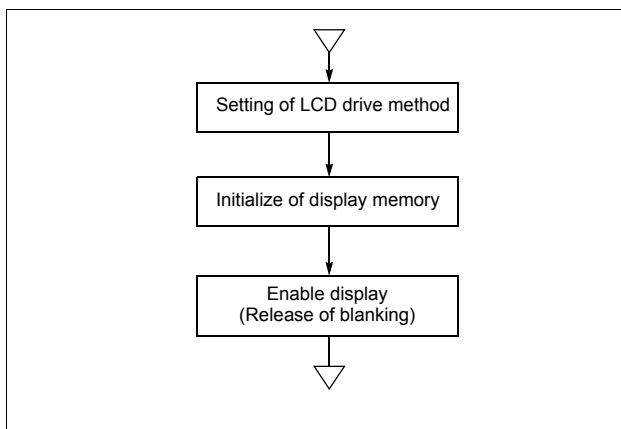 Setting of LCD drive method
Initialize of display memory
Enable display
(Release of blanking)